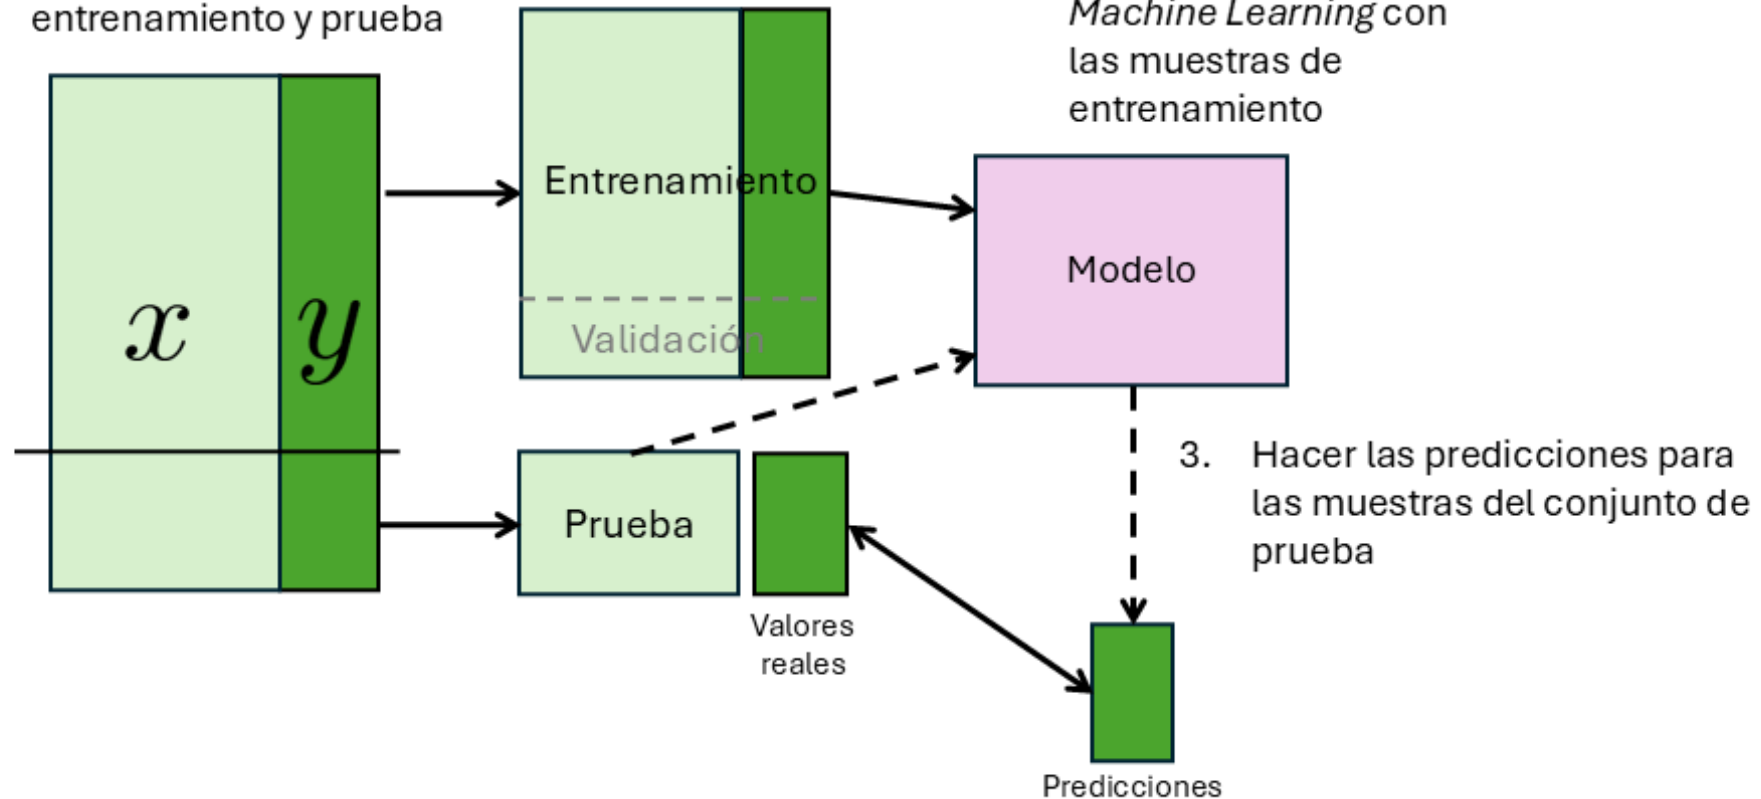 entrenamiento y prueba
Machine Learning con
las muestras de
entrenamiento
x
y
Entrenamiento
Validación
Modelo
Prueba
Valores
reales
3. Hacer las predicciones para
las muestras del conjunto de
prueba
Predicciones